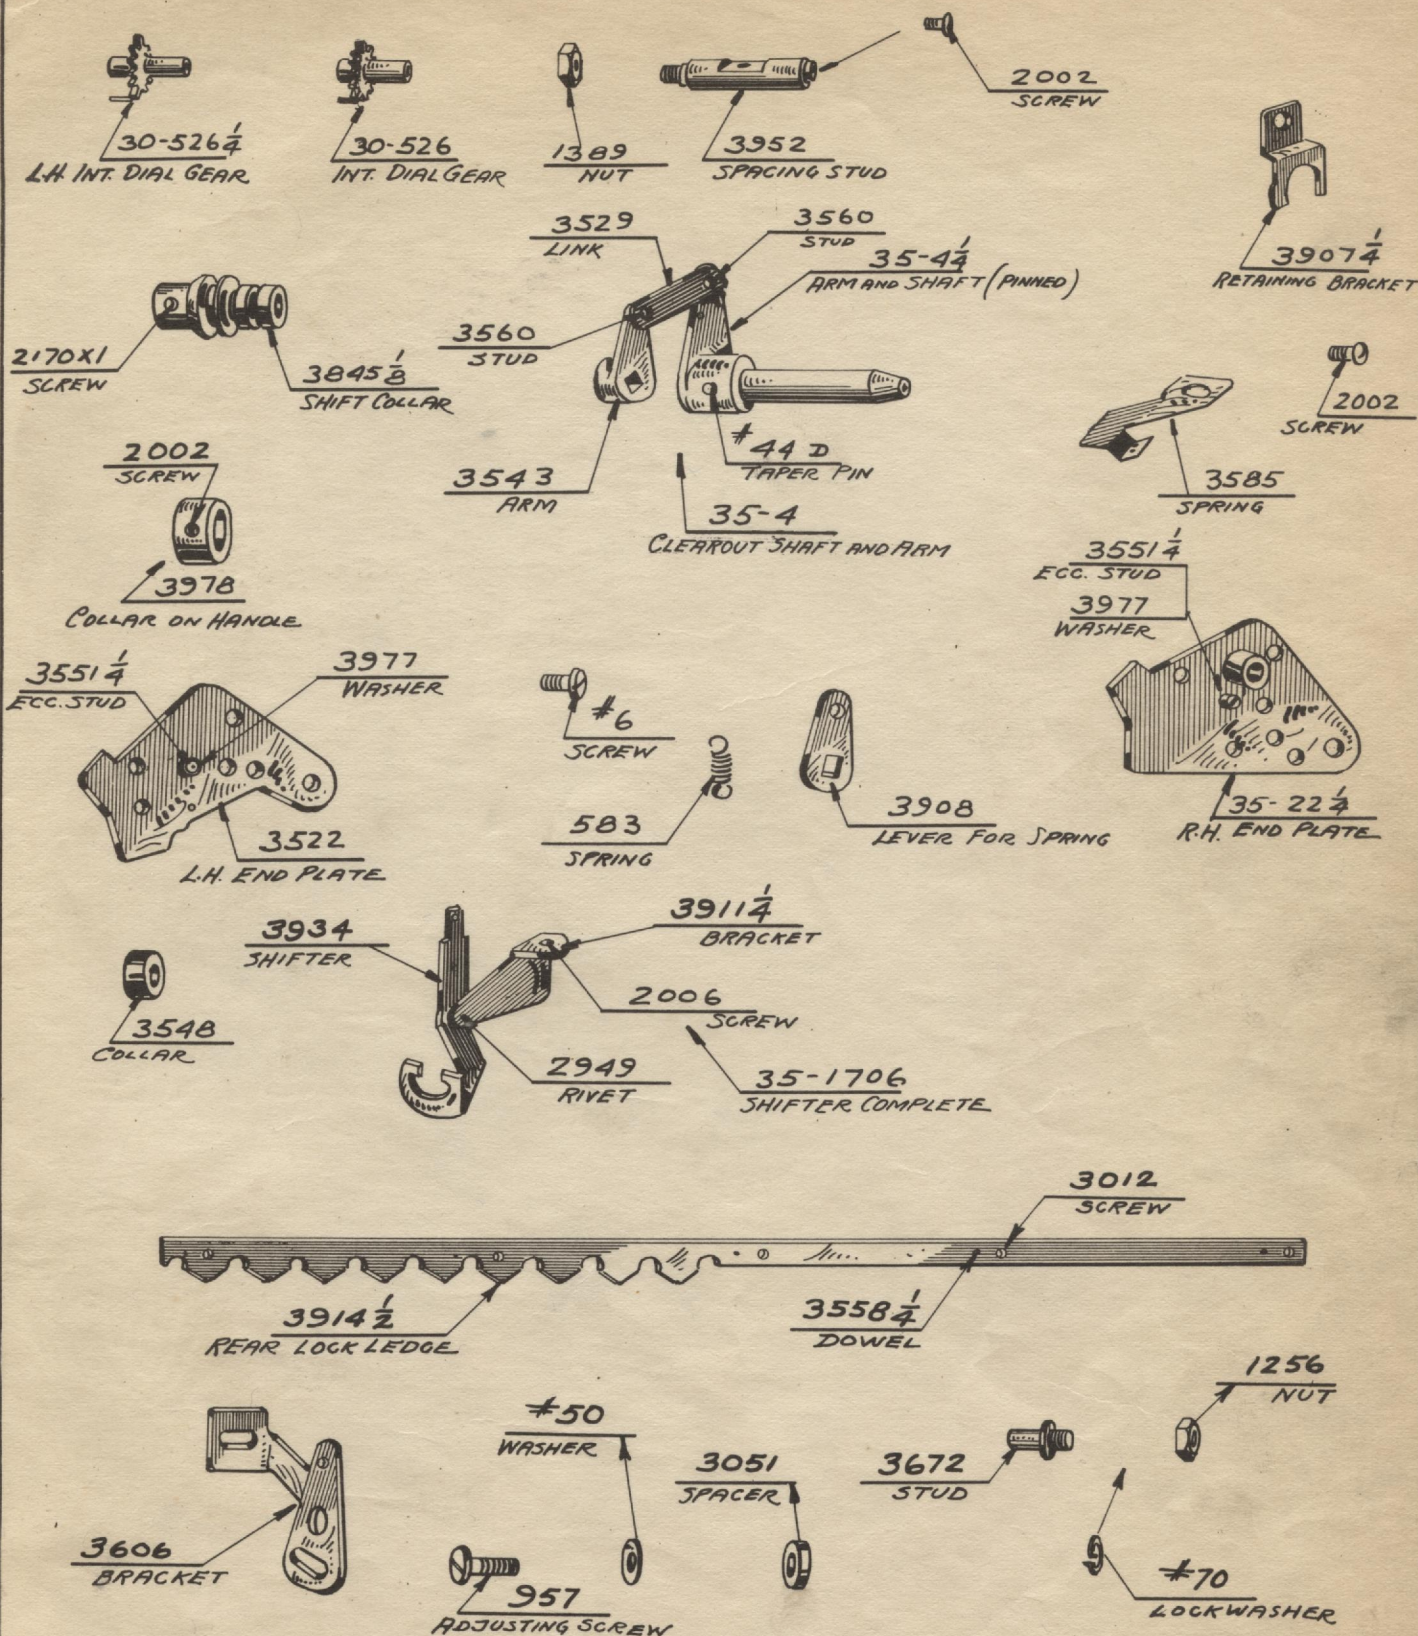 2002
SCREW
30-526 1/4
L.H. INT. DIAL GEAR
30-526
INT. DIAL GEAR
1389
NUT
3952
SPACING STUD
3907 1/4
RETAINING BRACKET
3529
LINK
3560
STUD
35-4 1/4
ARM AND SHAFT (PINNED)
2170X1
SCREW
3845 1/8
SHIFT COLLAR
3560
STUD
2002
SCREW
2002
SCREW
3543
ARM
#44 D
TAPER PIN
35-4
CLEAROUT SHAFT AND ARM
3585
SPRING
3978
COLLAR ON HANDLE
3551 1/4
ECC. STUD
3977
WASHER
3551 1/4
ECC. STUD
3977
WASHER
#6
SCREW
583
SPRING
3908
LEVER FOR SPRING
35-22 1/4
R.H. END PLATE
3522
L.H. END PLATE
3934
SHIFTER
3911 1/4
BRACKET
2006
SCREW
3548
COLLAR
2949
RIVET
35-1706
SHIFTER COMPLETE
3012
SCREW
3914 1/2
REAR LOCK LEDGE
3558 1/4
DOWEL
1256
NUT
#50
WASHER
3051
SPACER
3672
STUD
3606
BRACKET
957
ADJUSTING SCREW
#70
LOCKWASHER